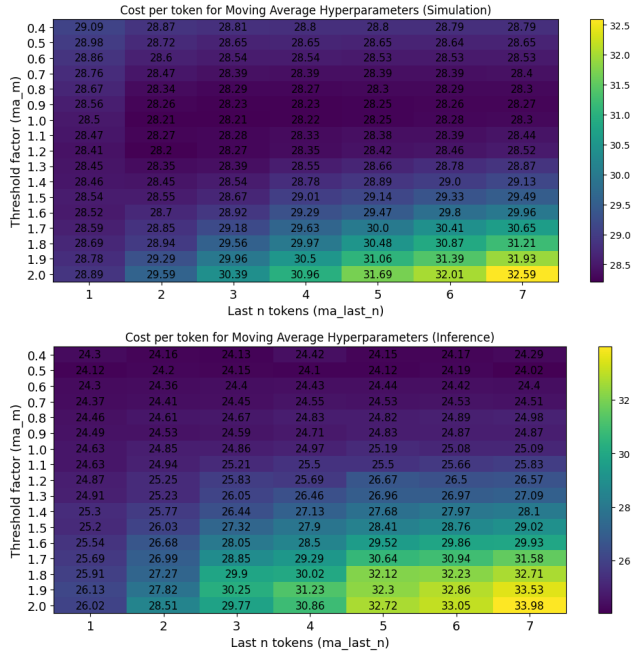 Cost per token for Moving Average Hyperparameters (Simulation)
0.4 29.09 28.87 28.81 28.8 28.8 28.79 28.79
0.5 28.98 28.72 28.65 28.65 28.65 28.64 28.65
0.6 28.86 28.6 28.54 28.54 28.53 28.53 28.53
0.7 28.76 28.47 28.39 28.39 28.39 28.39 28.4
0.8 28.67 28.34 28.29 28.27 28.3 28.29 28.3
0.9 28.56 28.26 28.23 28.22 28.25 28.26 28.27
1.0 28.5 28.21 28.21 28.23 28.25 28.28 28.3
1.1 28.47 28.27 28.28 28.33 28.38 28.39 28.44
1.2 28.41 28.2 28.27 28.35 28.42 28.46 28.52
1.3 28.45 28.35 28.39 28.55 28.66 28.78 28.87
1.4 28.46 28.45 28.54 28.78 28.89 29.0 29.13
1.5 28.54 28.55 28.67 29.01 29.14 29.33 29.49
1.6 28.52 28.7 28.92 29.29 29.47 29.8 29.96
1.7 28.59 28.85 29.18 29.63 30.0 30.41 30.65
1.8 28.69 28.94 29.56 29.97 30.48 30.87 31.21
1.9 28.78 29.29 29.96 30.5 31.06 31.39 31.93
2.0 28.89 29.59 30.39 30.96 31.69 32.01 32.59
1 2 3 4 5 6 7
Last n tokens (ma_last_n)
Threshold factor (ma_m)
32.5
32.0
31.5
31.0
30.5
30.0
29.5
29.0
28.5
Cost per token for Moving Average Hyperparameters (Inference)
0.4 24.3 24.16 24.13 24.42 24.15 24.17 24.29
0.5 24.12 24.2 24.15 24.1 24.12 24.19 24.02
0.6 24.3 24.36 24.4 24.43 24.44 24.42 24.4
0.7 24.37 24.41 24.45 24.55 24.53 24.53 24.51
0.8 24.46 24.61 24.67 24.83 24.82 24.89 24.98
0.9 24.49 24.53 24.59 24.71 24.83 24.87 24.87
1.0 24.63 24.85 24.86 24.97 25.19 25.08 25.09
1.1 24.63 24.94 25.21 25.5 25.5 25.66 25.83
1.2 24.87 25.25 25.83 25.69 26.67 26.5 26.57
1.3 24.91 25.23 26.06 26.46 26.96 26.97 27.09
1.4 25.3 25.77 26.44 27.13 27.68 27.97 28.1
1.5 25.2 26.03 27.32 27.9 28.41 28.76 29.02
1.6 25.54 26.68 28.05 28.5 29.52 29.86 29.93
1.7 25.69 26.99 28.85 29.29 30.64 30.94 31.58
1.8 25.91 27.27 29.9 30.02 32.12 32.23 32.71
1.9 26.13 27.82 30.25 31.23 32.3 32.86 33.53
2.0 26.02 28.51 29.77 30.86 32.72 33.05 33.98
1 2 3 4 5 6 7
Last n tokens (ma_last_n)
Threshold factor (ma_m)
32
30
28
26